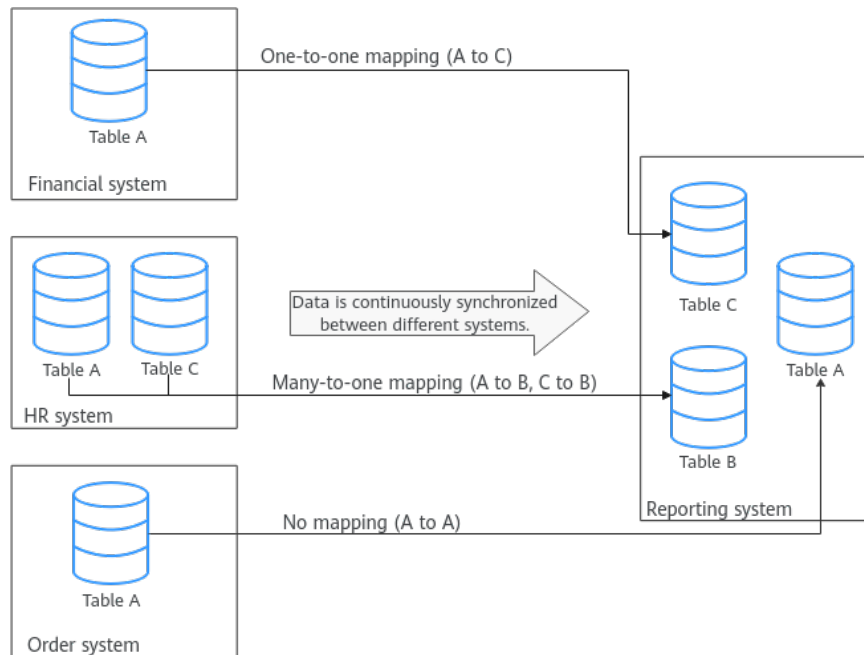 One-to-one mapping (A to C)
Table A
Financial system
Data is continuously synchronized
between different systems.
Table A
Table C
HR system
Many-to-one mapping (A to B, C to B)
Table C
Table A
Table B
Reporting system
No mapping (A to A)
Table A
Order system